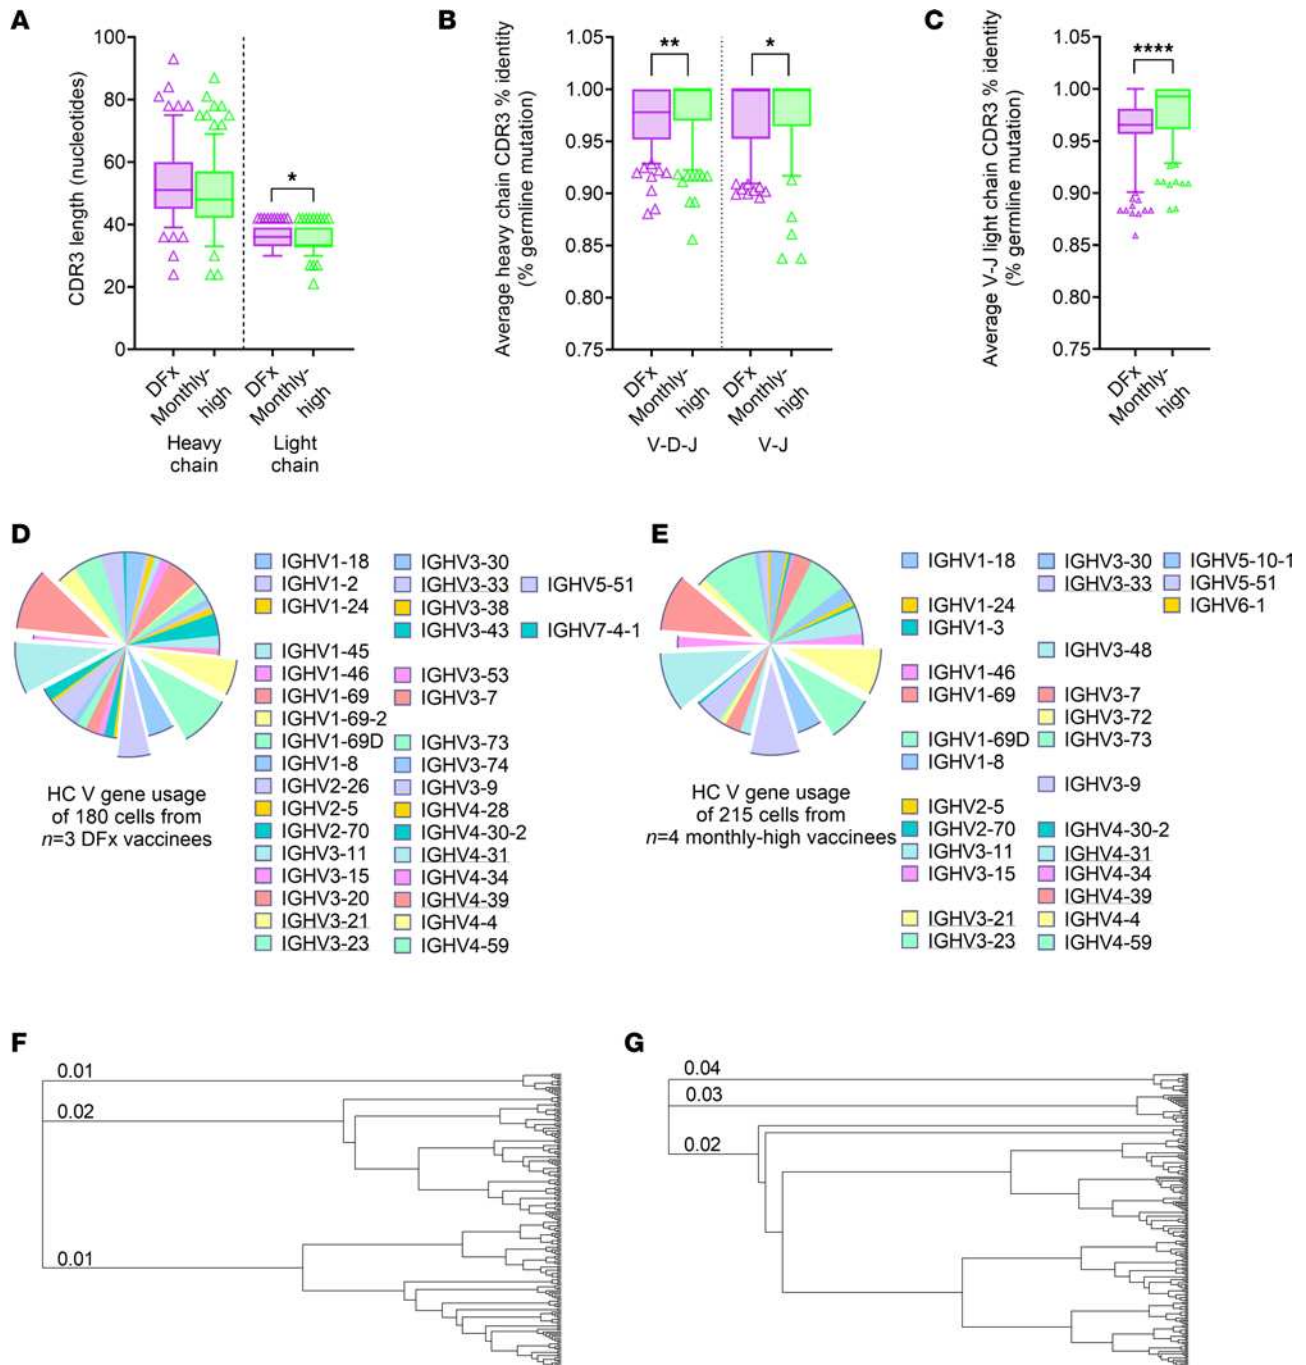 A
CDR3 length (nucleotides)
100
80
60
40
20
0
*
DFx
Monthly-
high
DFx
Monthly-
high
Heavy
chain
Light
chain
B
Average heavy chain CDR3 % identity
(% germline mutation)
1.05
1.00
0.95
0.90
0.85
0.80
0.75
**
*
DFx
Monthly-
high
DFx
Monthly-
high
V-D-J
V-J
C
Average V-J light chain CDR3 % identity
(% germline mutation)
1.05
1.00
0.95
0.90
0.85
0.80
0.75
****
DFx
Monthly-
high
D
HC V gene usage
of 180 cells from
n=3 DFx vaccinees
IGHV1-18
IGHV1-2
IGHV1-24
IGHV1-45
IGHV1-46
IGHV1-69
IGHV1-69-2
IGHV1-69D
IGHV1-8
IGHV2-26
IGHV2-5
IGHV2-70
IGHV3-11
IGHV3-15
IGHV3-20
IGHV3-21
IGHV3-23
IGHV3-30
IGHV3-33
IGHV3-38
IGHV3-43
IGHV3-53
IGHV3-7
IGHV3-73
IGHV3-74
IGHV3-9
IGHV4-28
IGHV4-30-2
IGHV4-31
IGHV4-34
IGHV4-39
IGHV4-4
IGHV4-59
IGHV5-51
IGHV7-4-1
E
HC V gene usage
of 215 cells from
n=4 monthly-high vaccinees
IGHV1-18
IGHV1-24
IGHV1-3
IGHV1-46
IGHV1-69
IGHV1-69D
IGHV1-8
IGHV2-5
IGHV2-70
IGHV3-11
IGHV3-15
IGHV3-21
IGHV3-23
IGHV3-30
IGHV3-33
IGHV3-48
IGHV3-7
IGHV3-72
IGHV3-73
IGHV3-9
IGHV4-30-2
IGHV4-31
IGHV4-34
IGHV4-39
IGHV4-4
IGHV4-59
IGHV5-10-1
IGHV5-51
IGHV6-1
F
0.01
0.02
0.01
G
0.04
0.03
0.02